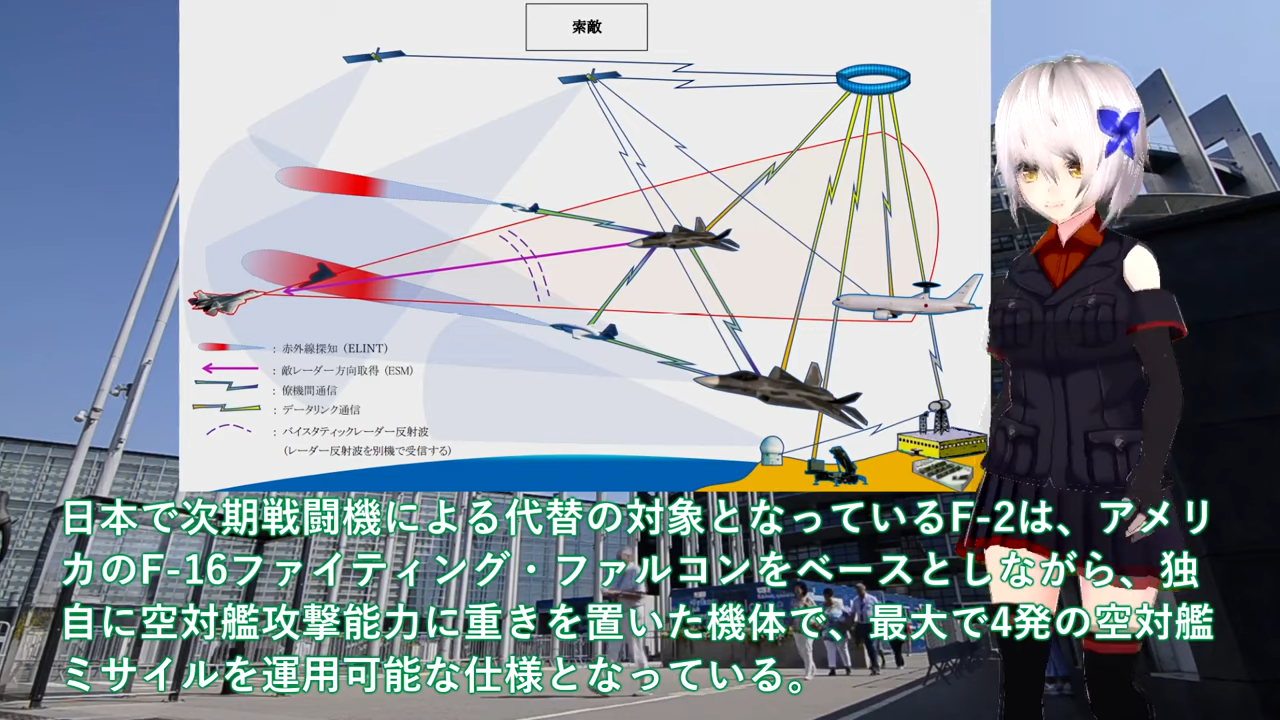 索敵
：赤外線探知（ELINT）
：敵レーダー方向取得（ESM）
：僚機間通信
：データリンク通信
：バイスタティックレーダー反射波
（レーダー反射波を別機で受信する）
日本で次期戦闘機による代替の対象となっているF-2は、アメリ
カのF-16ファイティング・ファルコンをベースとしながら、独
自に空対艦攻撃能力に重きを置いた機体で、最大で4発の空対艦
ミサイルを運用可能な仕様となっている。